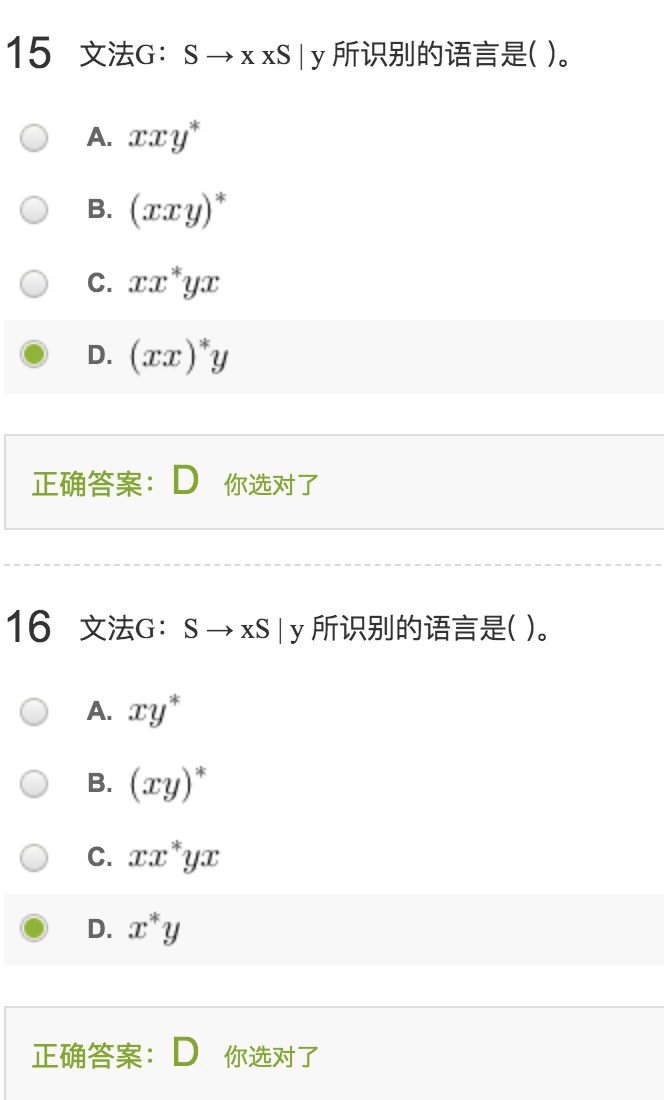 15 文法G：S → x xS | y 所识别的语言是( )。
A. xxy*
B. (xxy)*
C. xx*yx
D. (xx)*y
正确答案：D 你选对了
16 文法G：S → xS | y 所识别的语言是( )。
A. xy*
B. (xy)*
C. xx*yx
D. x*y
正确答案：D 你选对了